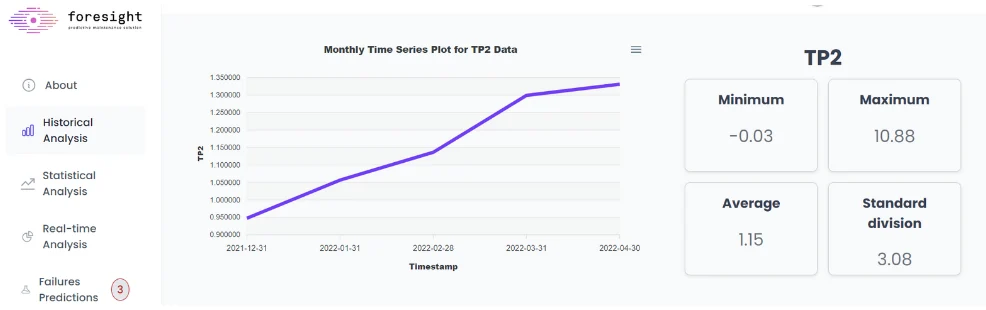 foresight
predictive maintenance solution
About
Historical
Analysis
Statistical
Analysis
Real-time
Analysis
Failures
Predictions
3
Monthly Time Series Plot for TP2 Data
1.350000
1.300000
1.250000
1.200000
1.150000
1.100000
1.050000
1.000000
0.950000
0.900000
TP2
2021-12-31
2022-01-31
2022-02-28
2022-03-31
2022-04-30
Timestamp
TP2
Minimum
-0.03
Maximum
10.88
Average
1.15
Standard
division
3.08